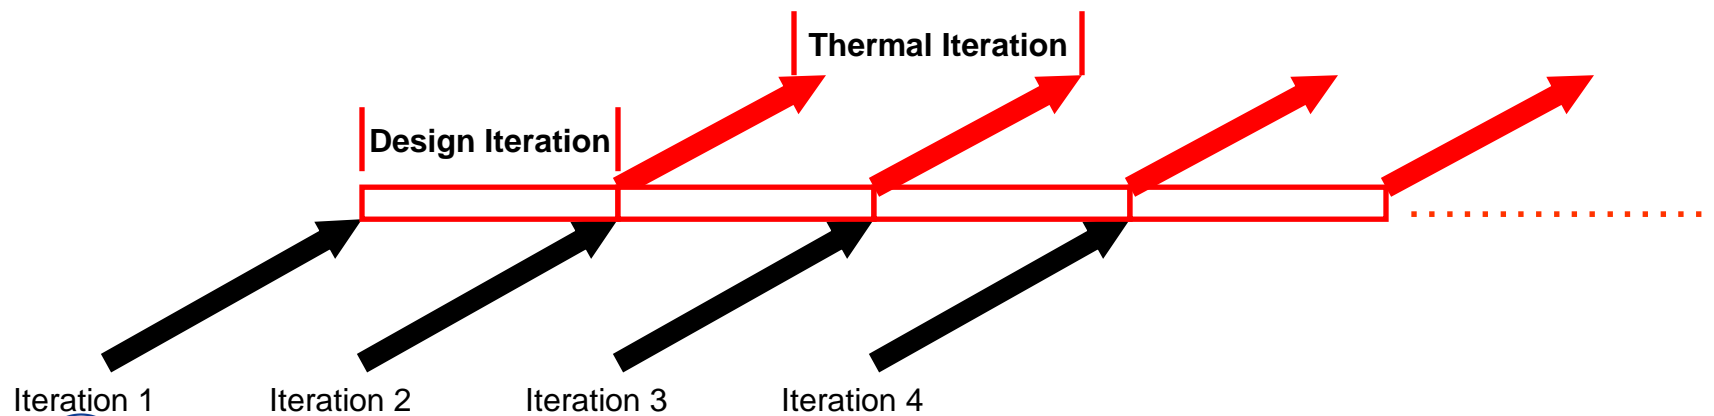 Thermal Iteration
Design Iteration
Iteration 1
Iteration 2
Iteration 3
Iteration 4